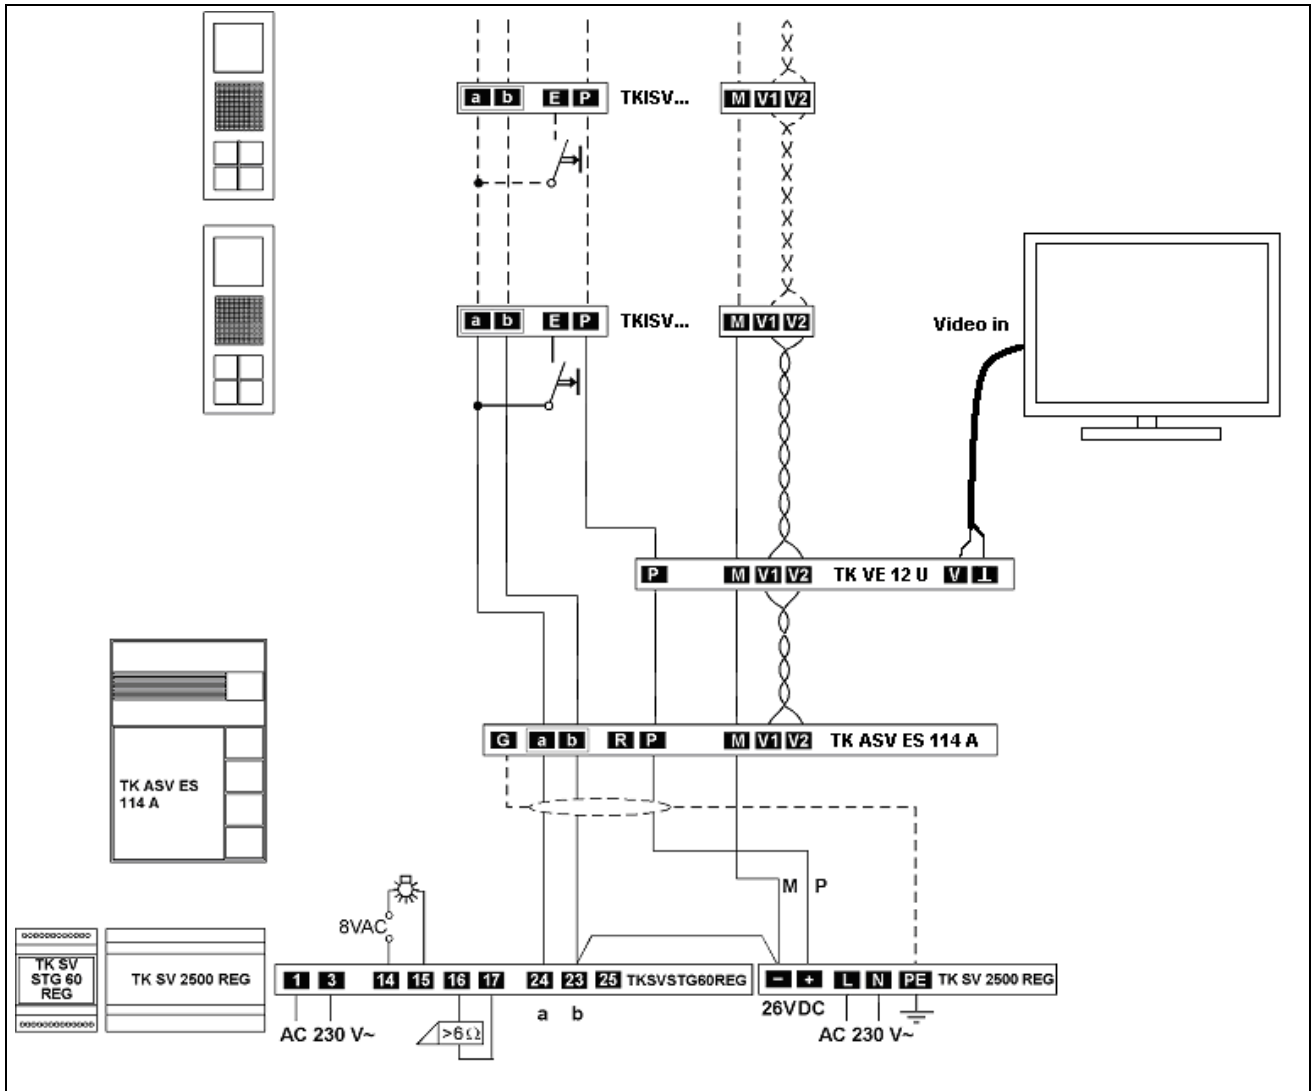 a b E P TKISV... M V1 V2
a b E P TKISV... M V1 V2
Video in
P M V1 V2 TK VE 12 U V ⊥
G a b R P M V1 V2 TK ASV ES 114 A
TK ASV ES
114 A
M P
8VAC
TK SV
STG 60
REG
TK SV 2500 REG
1 3 14 15 16 17 24 23 25 TKSVSTG60REG
− + L N PE TK SV 2500 REG
26VDC
a b
AC 230 V~
>6Ω
AC 230 V~